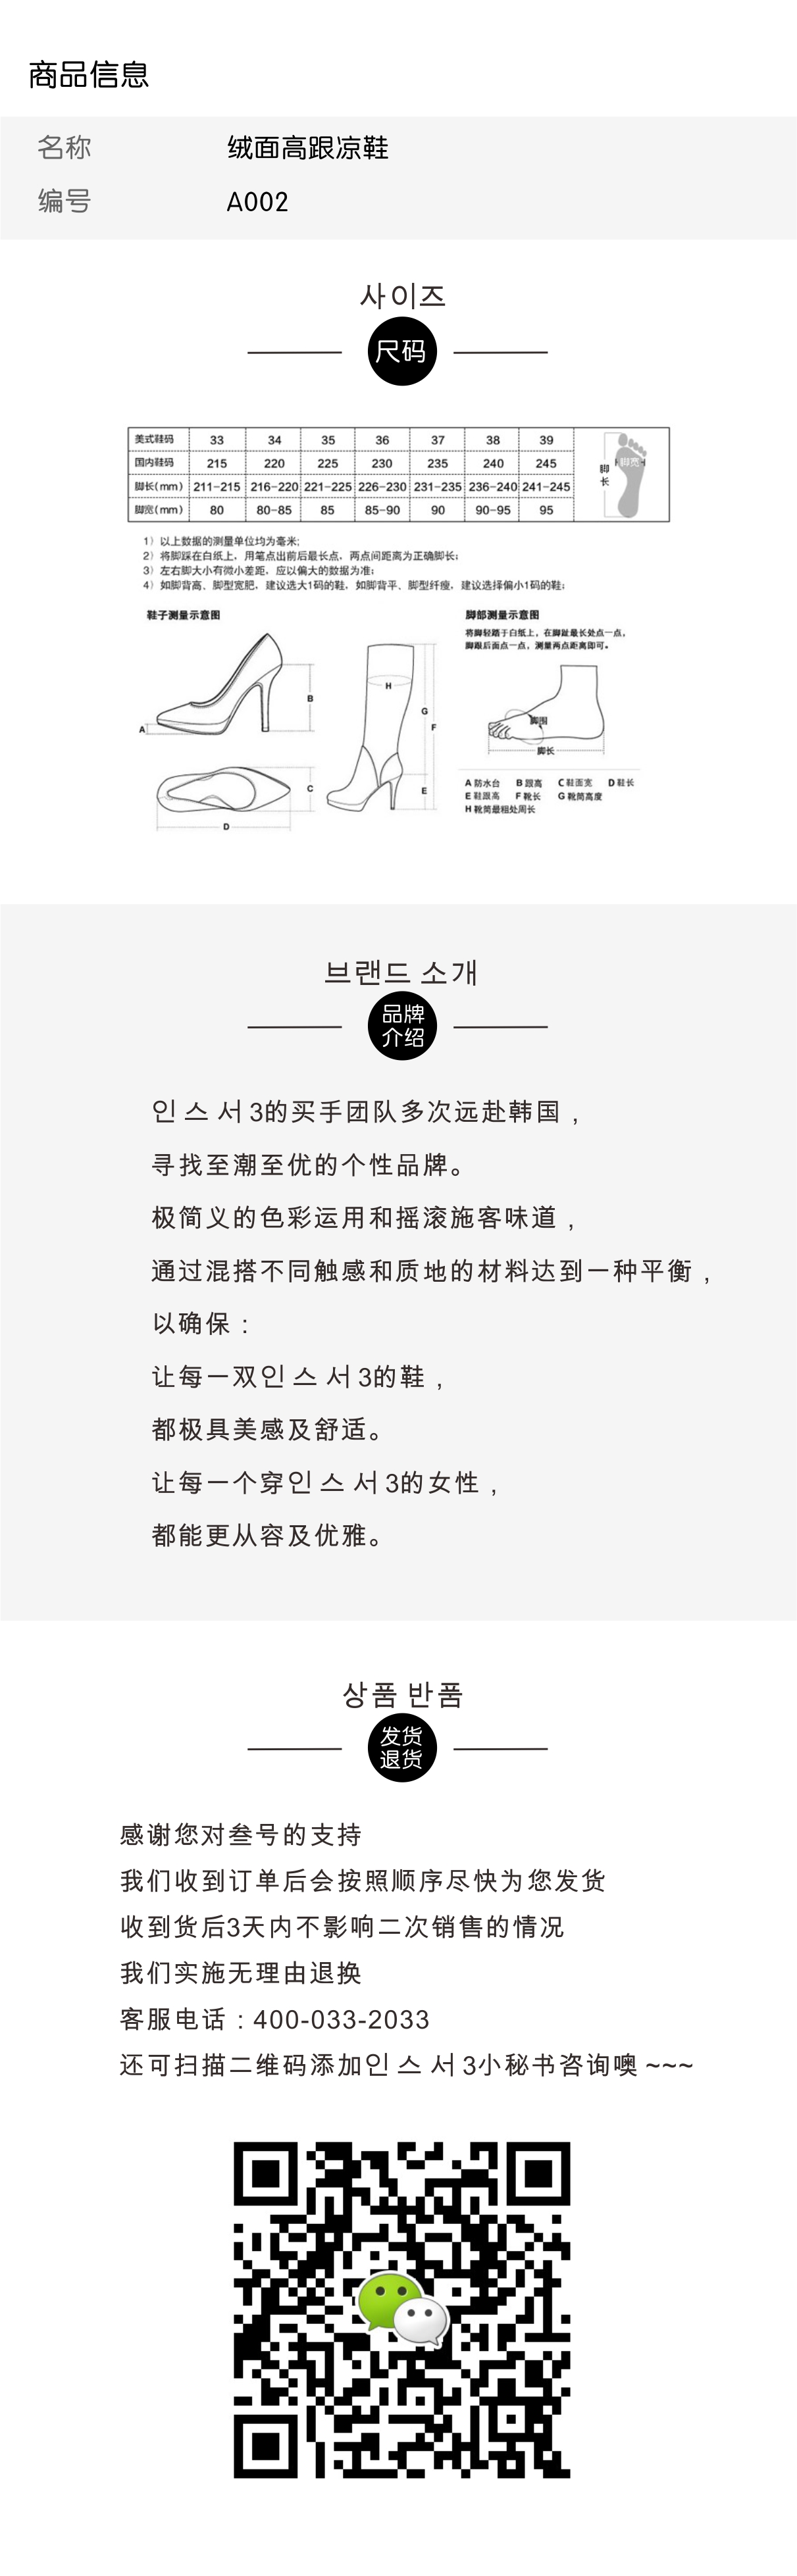 商品信息
名称 绒面高跟凉鞋
编号 A002
사이즈
尺码
美式鞋码 33 34 35 36 37 38 39
国内鞋码 215 220 225 230 235 240 245
脚长(mm) 211-215 216-220 221-225 226-230 231-235 236-240 241-245
脚宽(mm) 80 80-85 85 85-90 90 90-95 95
脚宽
脚长
1）以上数据的测量单位均为毫米;
2）将脚踩在白纸上，用笔点出前后最长点，两点间距离为正确脚长;
3）左右脚大小有微小差距，应以偏大的数据为准;
4）如脚背高、脚型宽肥，建议选大1码的鞋，如脚背平、脚型纤瘦，建议选择偏小1码的鞋;
鞋子测量示意图
A
B
C
D
H
G
F
E
脚部测量示意图
将脚轻踏于白纸上，在脚趾最长处点一点，
脚跟后面点一点，测量两点距离即可。
脚围
脚长
A 防水台 B 跟高 C 鞋面宽 D 鞋长
E 鞋跟高 F 靴长 G 靴筒高度
H 靴筒最粗处周长
브랜드 소개
品牌
介绍
인 스 서 3的买手团队多次远赴韩国，
寻找至潮至优的个性品牌。
极简义的色彩运用和摇滚施客味道，
通过混搭不同触感和质地的材料达到一种平衡，
以确保：
让每一双인 스 서 3的鞋，
都极具美感及舒适。
让每一个穿인 스 서 3的女性，
都能更从容及优雅。
상품 반품
发货
退货
感谢您对叁号的支持
我们收到订单后会按照顺序尽快为您发货
收到货后3天内不影响二次销售的情况
我们实施无理由退换
客服电话：400-033-2033
还可扫描二维码添加인 스 서 3小秘书咨询噢 ~~~